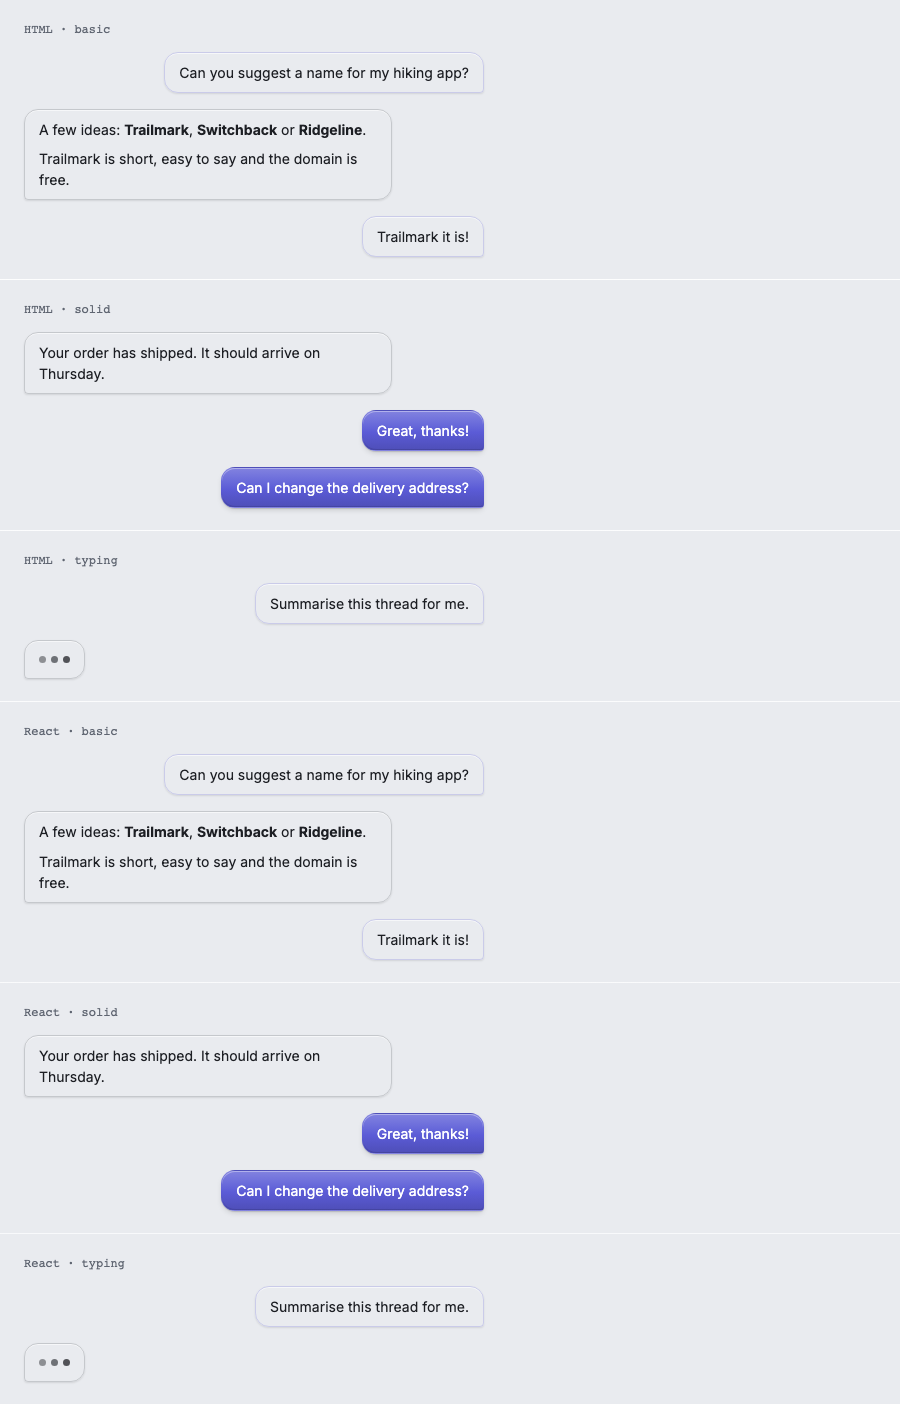 HTML · basic
Can you suggest a name for my hiking app?
A few ideas: Trailmark, Switchback or Ridgeline.
Trailmark is short, easy to say and the domain is
free.
Trailmark it is!
HTML · solid
Your order has shipped. It should arrive on
Thursday.
Great, thanks!
Can I change the delivery address?
HTML · typing
Summarise this thread for me.
React · basic
Can you suggest a name for my hiking app?
A few ideas: Trailmark, Switchback or Ridgeline.
Trailmark is short, easy to say and the domain is
free.
Trailmark it is!
React · solid
Your order has shipped. It should arrive on
Thursday.
Great, thanks!
Can I change the delivery address?
React · typing
Summarise this thread for me.